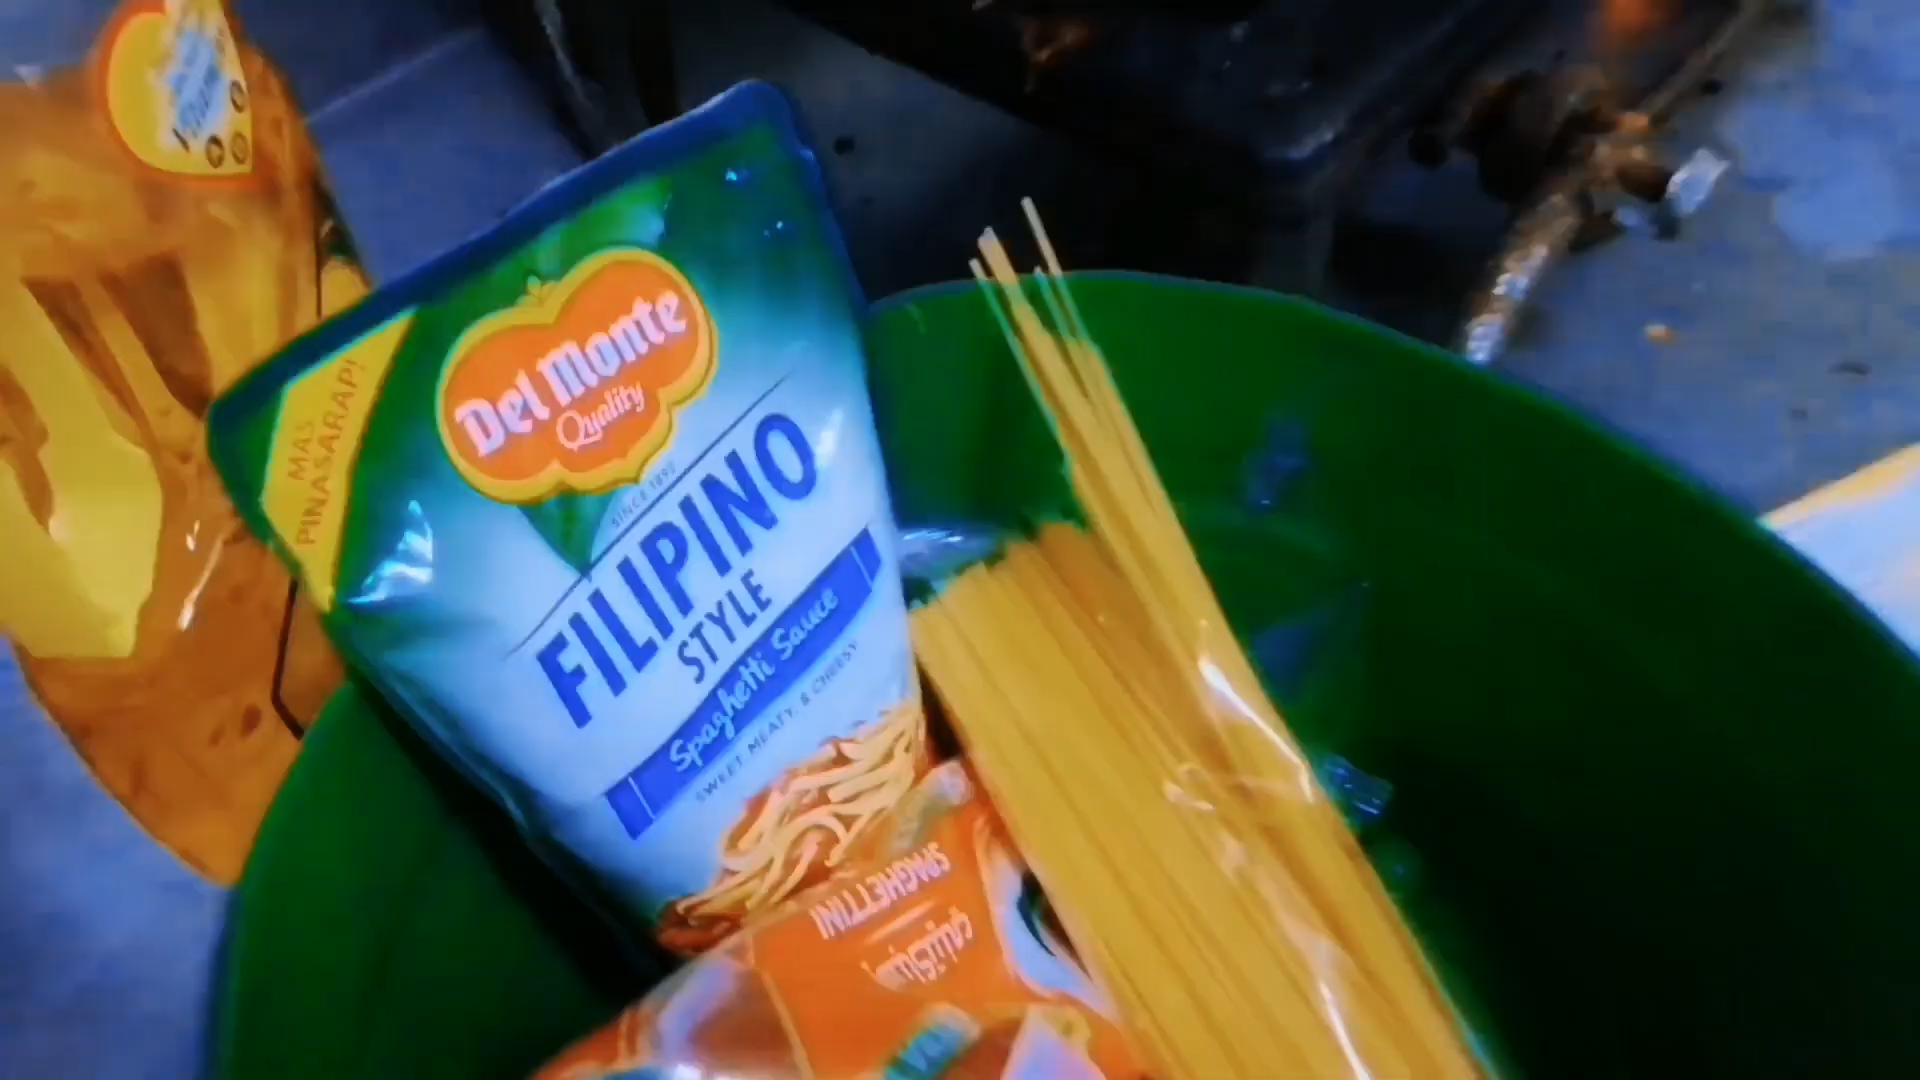 MAS
PINASARAP!
Del Monte
Quality
SINCE 1892
FILIPINO
STYLE
Spaghetti Sauce
SWEET, MEATY, & CHEESY
SPAGHETTINI